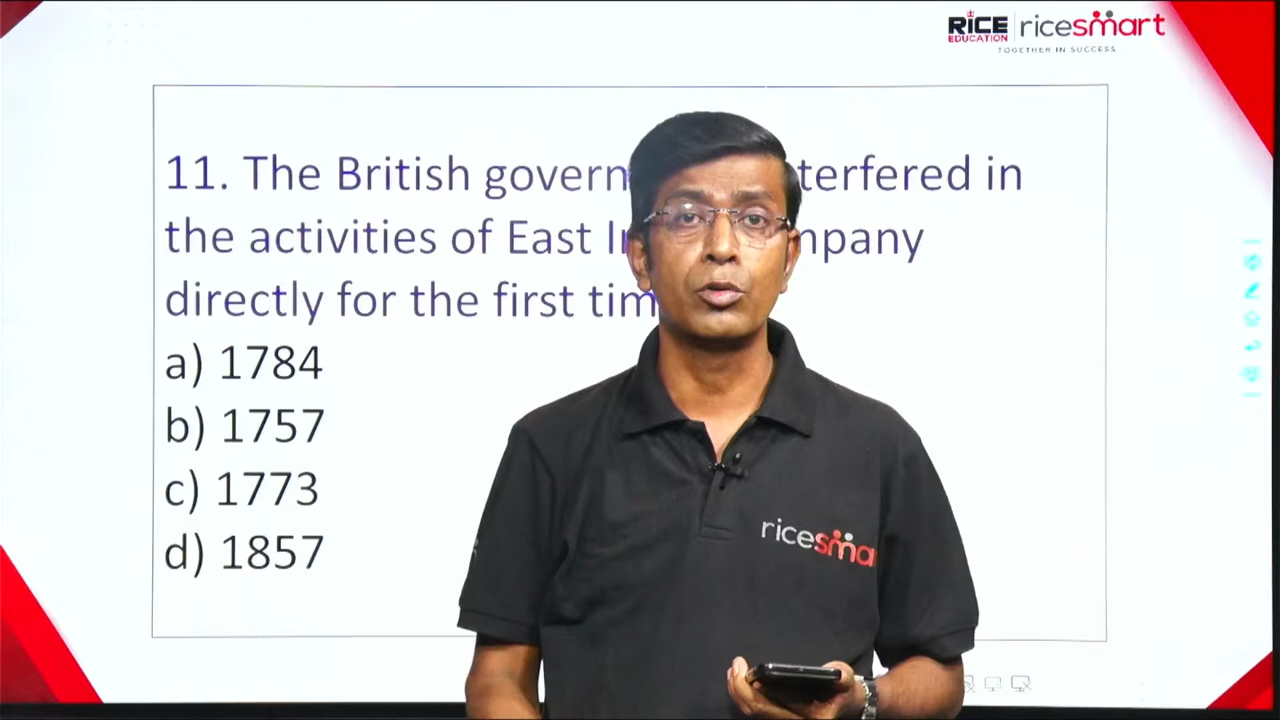 RICE
EDUCATION
ricesmart
TOGETHER IN SUCCESS
11. The British govern terfered in
the activities of East I mpany
directly for the first tim
a) 1784
b) 1757
c) 1773
d) 1857
ricesma